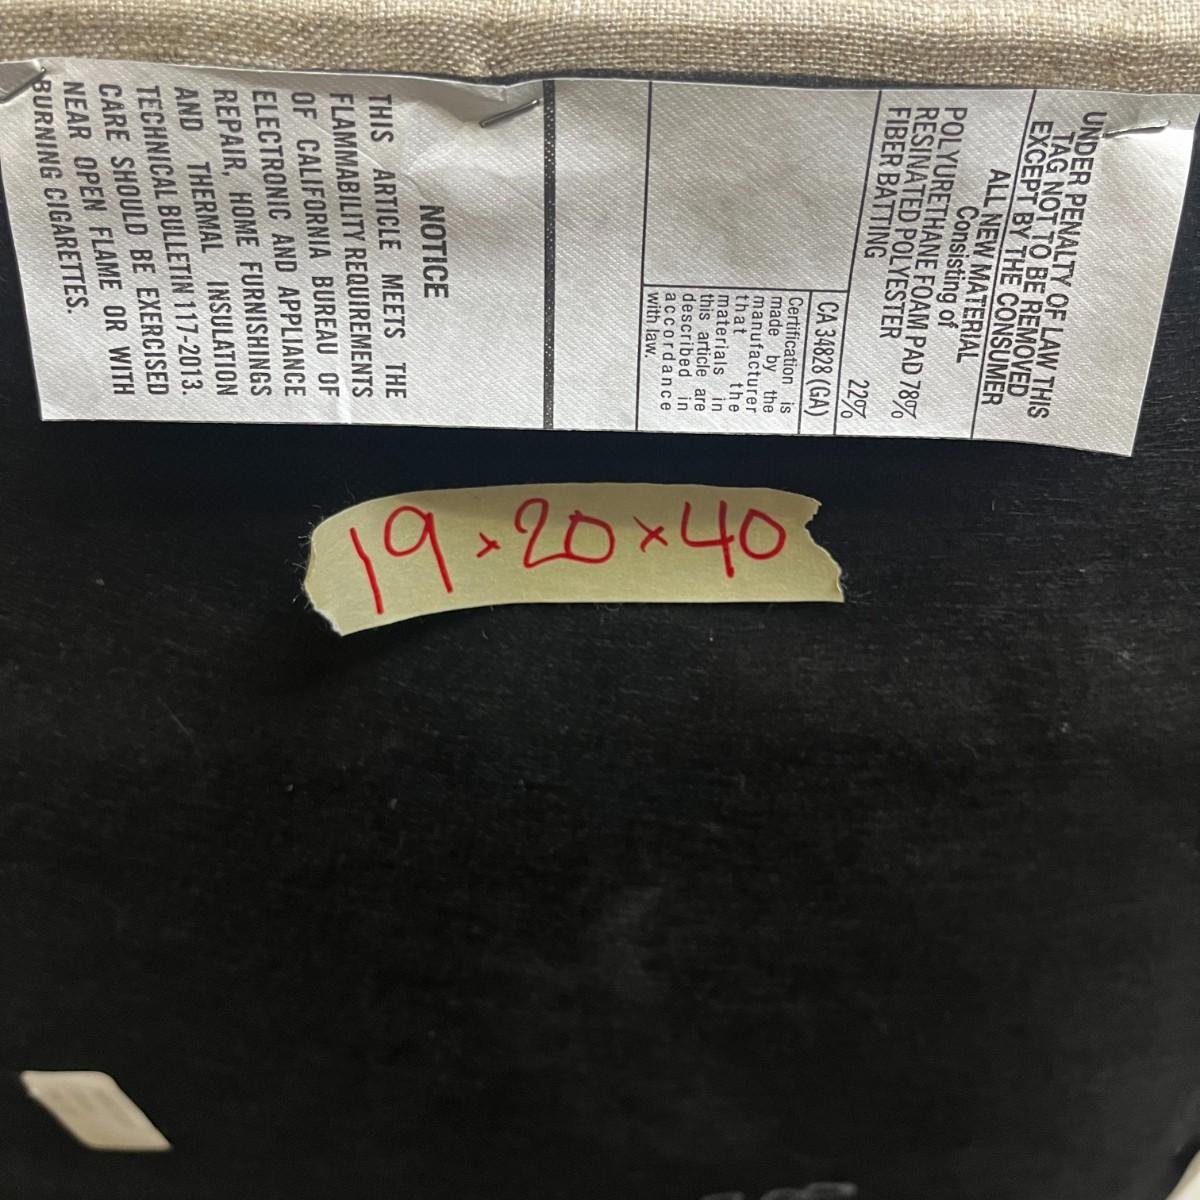 UNDER PENALTY OF LAW THIS
TAG NOT TO BE REMOVED
EXCEPT BY THE CONSUMER
ALL NEW MATERIAL
Consisting of
POLYURETHANE FOAM PAD 78%
RESINATED POLYESTER
FIBER BATTING 22%
CA 34828 (GA)
Certification is
made by the
manufacturer
that the
materials in
this article are
described in
accordance
with law.
NOTICE
THIS ARTICLE MEETS THE
FLAMMABILITY REQUIREMENTS
OF CALIFORNIA BUREAU OF
ELECTRONIC AND APPLIANCE
REPAIR, HOME FURNISHINGS
AND THERMAL INSULATION
TECHNICAL BULLETIN 117-2013.
CARE SHOULD BE EXERCISED
NEAR OPEN FLAME OR WITH
BURNING CIGARETTES.
19 x 20 x 40